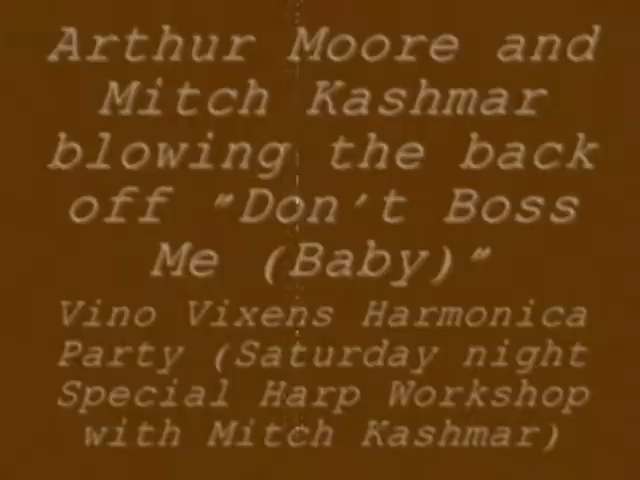 Arthur Moore and
Mitch Kashmar
blowing the back
off "Don't Boss
Me (Baby)"
Vino Vixens Harmonica
Party (Saturday night
Special Harp Workshop
with Mitch Kashmar)